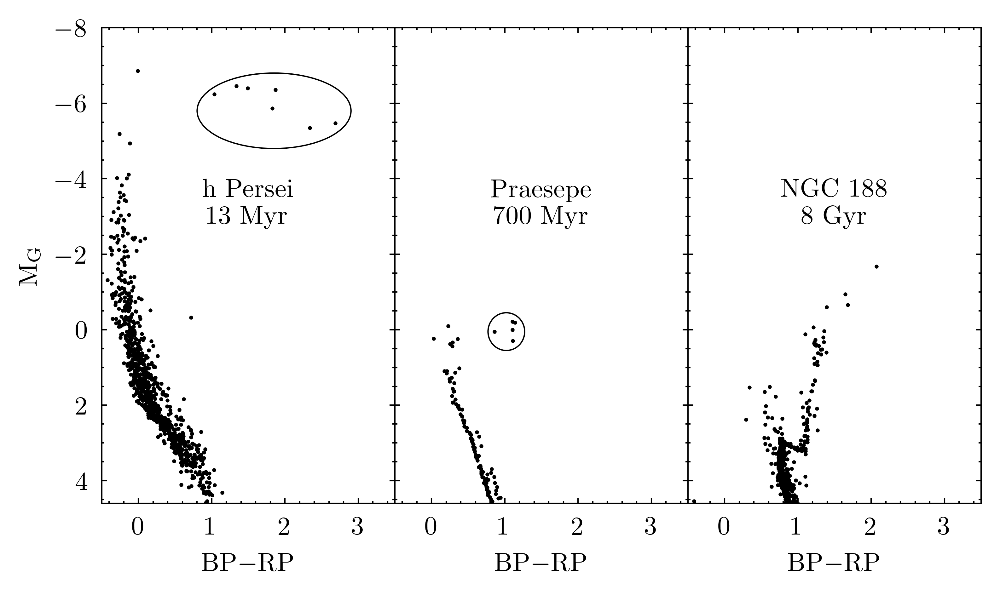 −8
−6
−4
−2
0
2
4
M_G
h Persei
13 Myr
Praesepe
700 Myr
NGC 188
8 Gyr
0 1 2 3
0 1 2 3
0 1 2 3
BP−RP
BP−RP
BP−RP